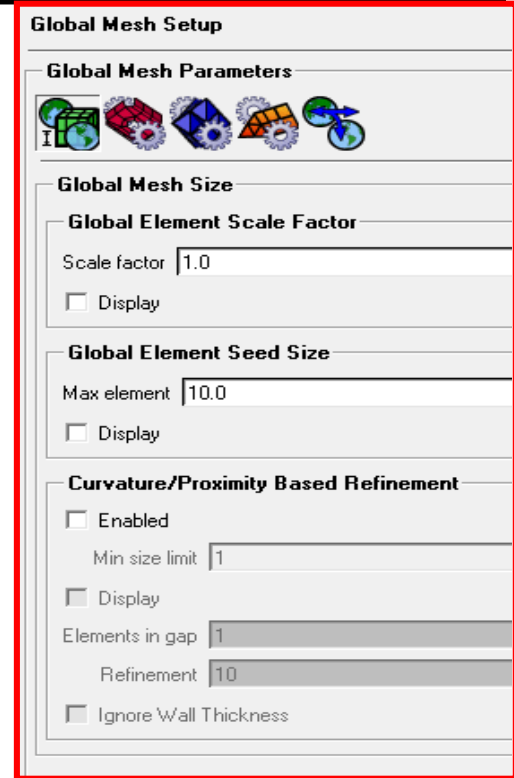 Global Mesh Setup
Global Mesh Parameters
Global Mesh Size
Global Element Scale Factor
Scale factor 1.0
Display
Global Element Seed Size
Max element 10.0
Display
Curvature/Proximity Based Refinement
Enabled
Min size limit 1
Display
Elements in gap 1
Refinement 10
Ignore Wall Thickness